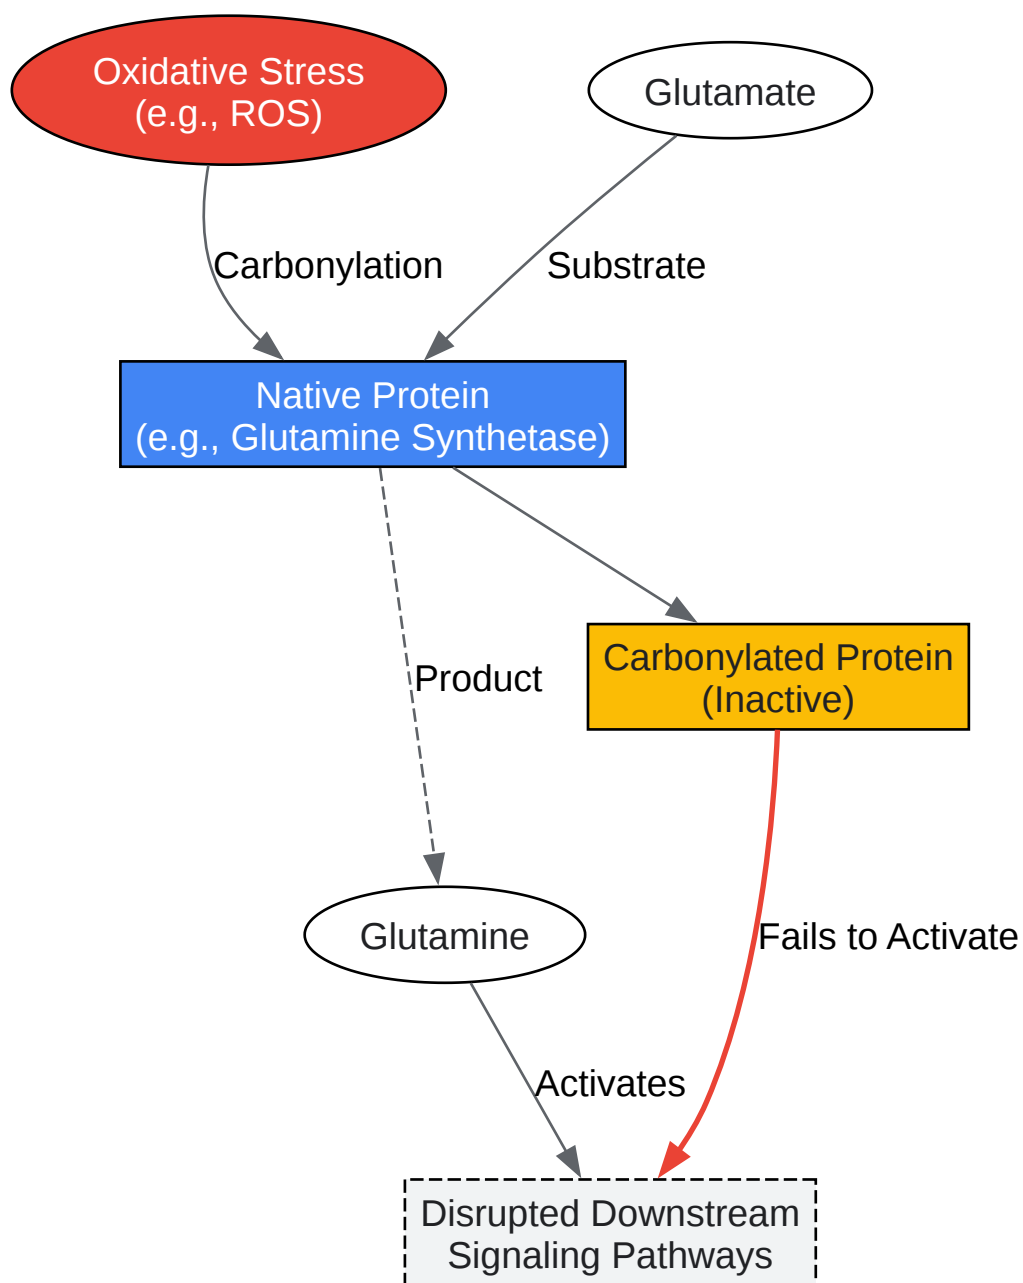 Oxidative Stress
(e.g., ROS)
Glutamate
Carbonylation
Substrate
Native Protein
(e.g., Glutamine Synthetase)
Carbonylated Protein
(Inactive)
Product
Glutamine
Fails to Activate
Activates
Disrupted Downstream
Signaling Pathways